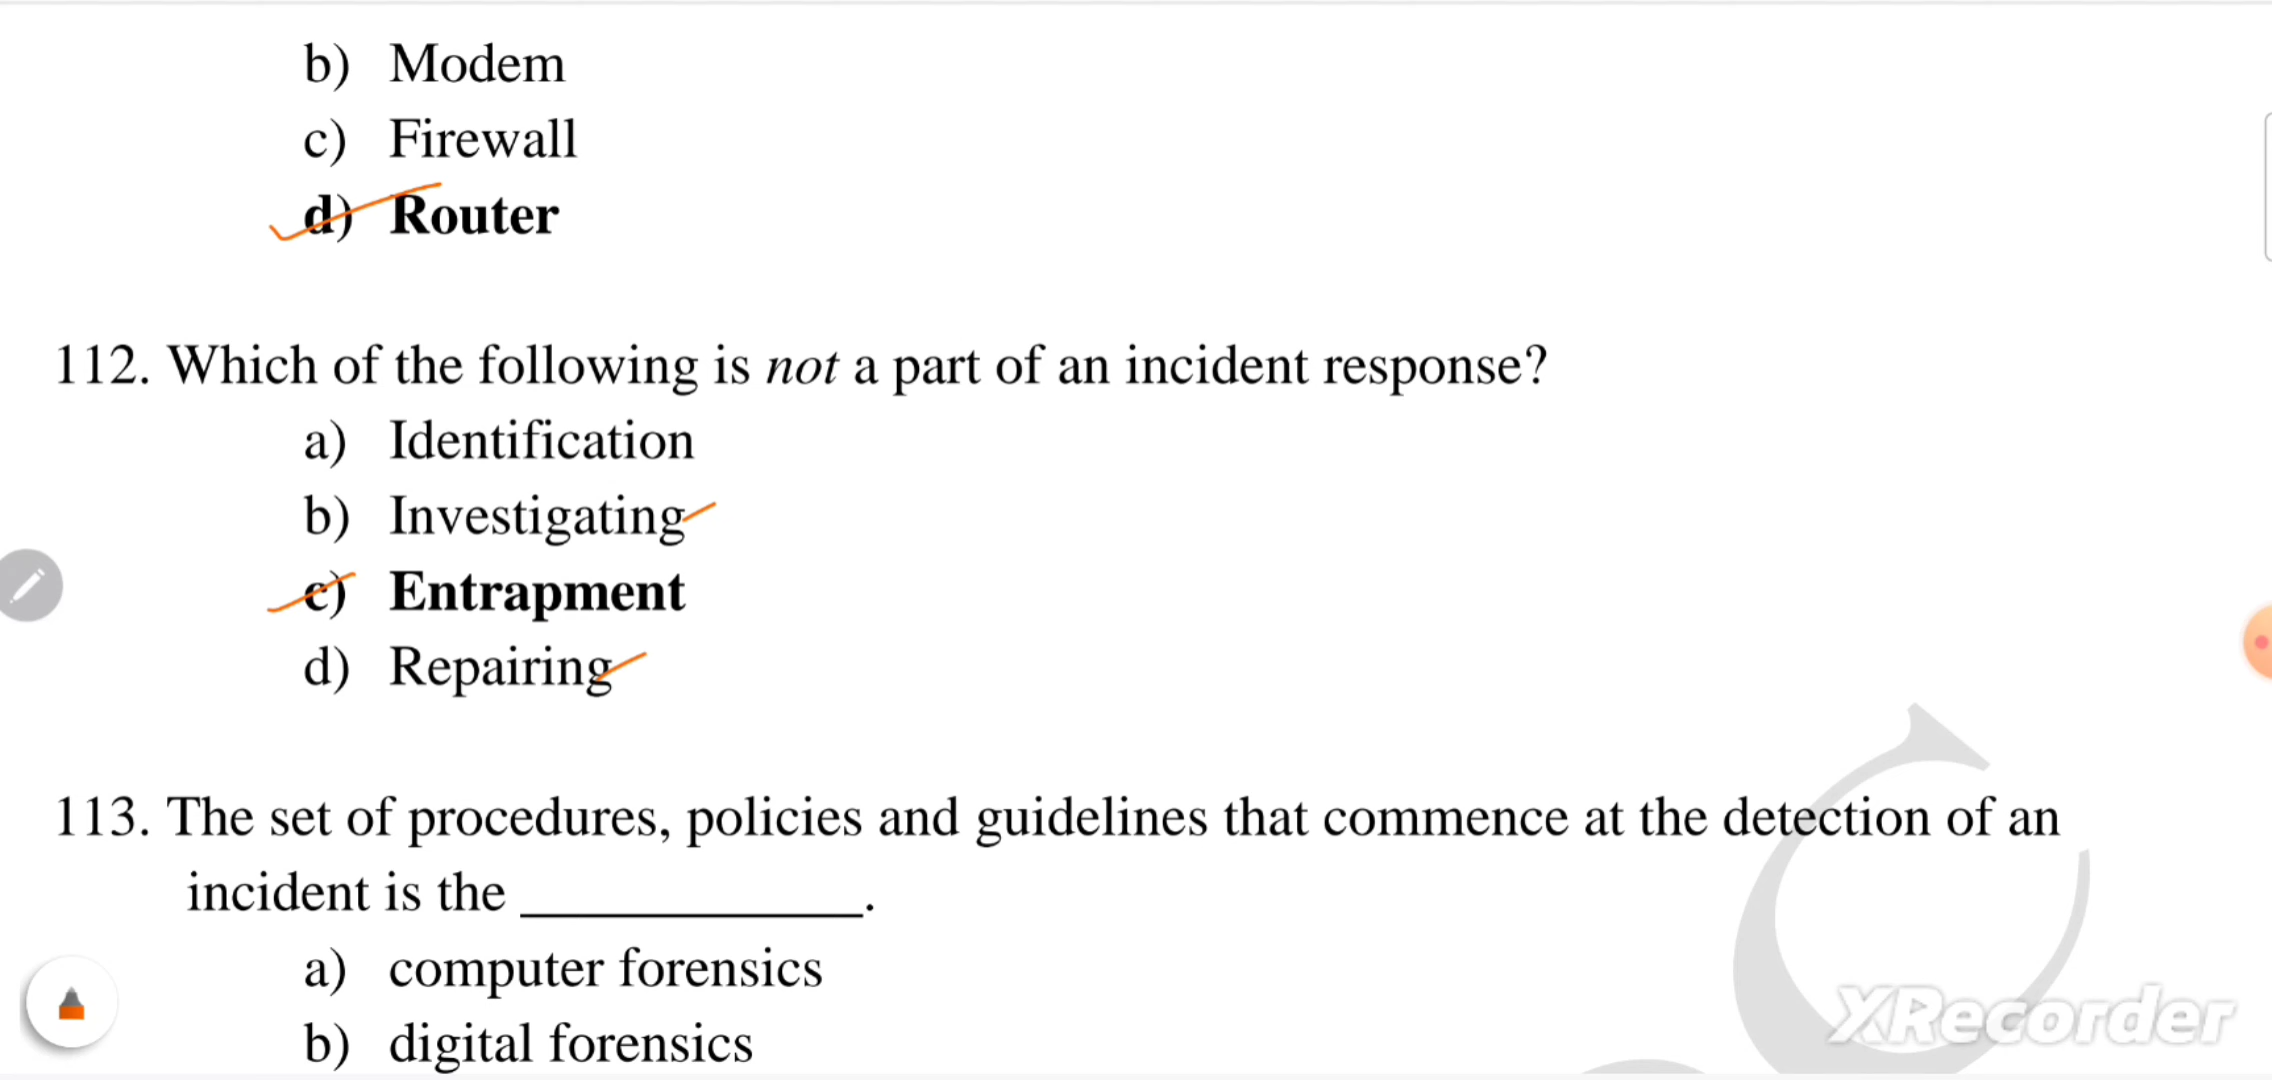 b) Modem
c) Firewall
d) Router
112. Which of the following is not a part of an incident response?
a) Identification
b) Investigating
c) Entrapment
d) Repairing
113. The set of procedures, policies and guidelines that commence at the detection of an
incident is the ____________.
a) computer forensics
b) digital forensics
XRecorder